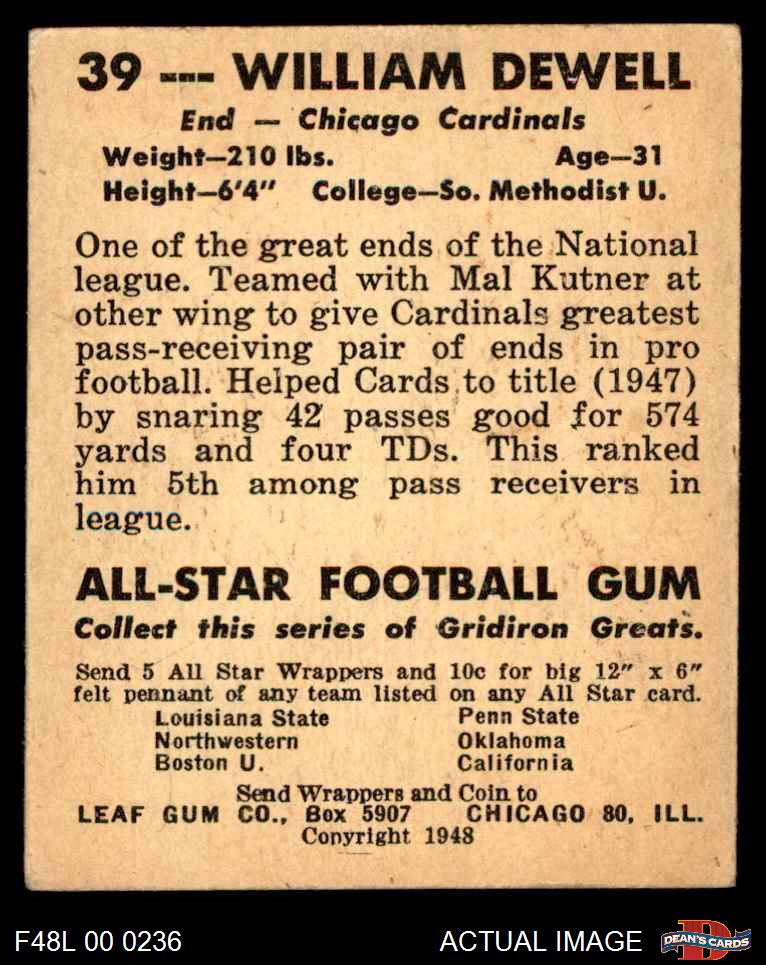 39 --- WILLIAM DEWELL
End — Chicago Cardinals
Weight—210 lbs. Age—31
Height—6'4" College—So. Methodist U.
One of the great ends of the National
league. Teamed with Mal Kutner at
other wing to give Cardinals greatest
pass-receiving pair of ends in pro
football. Helped Cards to title (1947)
by snaring 42 passes good for 574
yards and four TDs. This ranked
him 5th among pass receivers in
league.
ALL-STAR FOOTBALL GUM
Collect this series of Gridiron Greats.
Send 5 All Star Wrappers and 10c for big 12" x 6"
felt pennant of any team listed on any All Star card.
Louisiana State Penn State
Northwestern Oklahoma
Boston U. California
Send Wrappers and Coin to
LEAF GUM CO., Box 5907 CHICAGO 80, ILL.
Copyright 1948
F48L 00 0236 ACTUAL IMAGE D DEAN'S CARDS